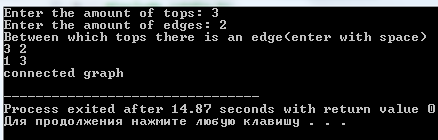 Enter the amount of tops: 3
Enter the amount of edges: 2
Between which tops there is an edge(enter with space)
3 2
1 3
connected graph
--------------------------------
Process exited after 14.87 seconds with return value 0
Для продолжения нажмите любую клавишу . . .